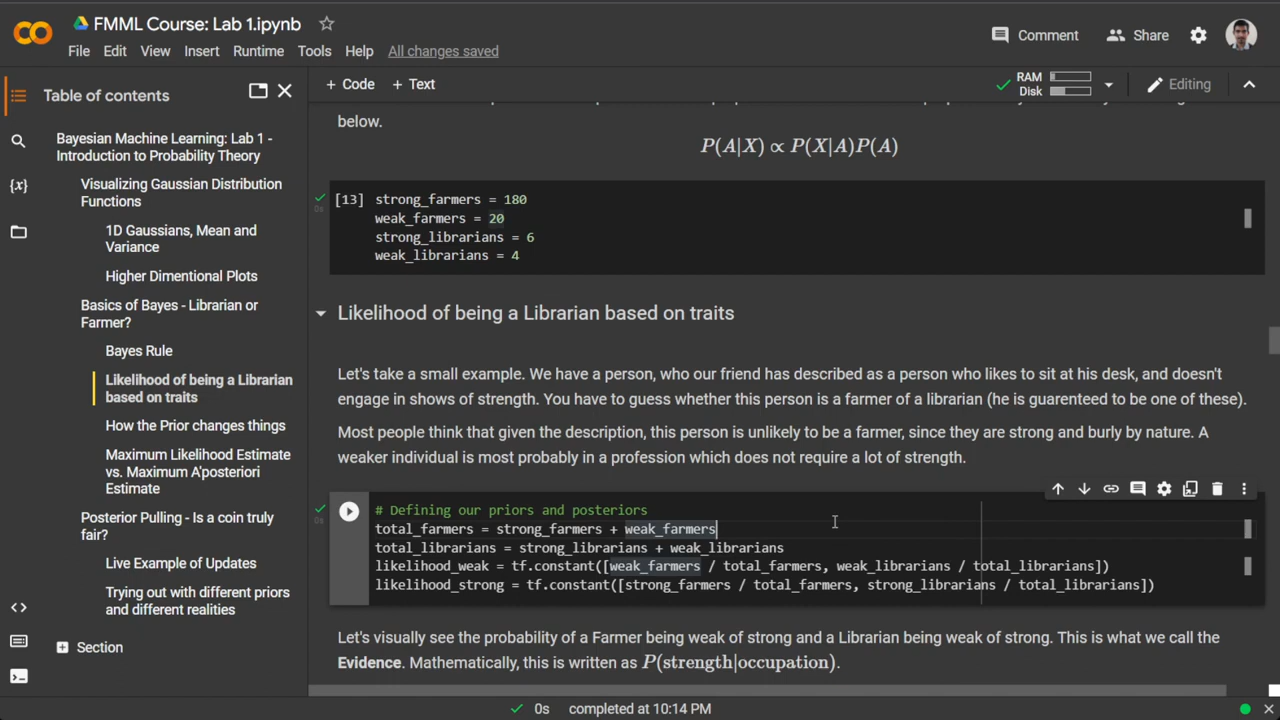 FMML Course: Lab 1.ipynb
File Edit View Insert Runtime Tools Help All changes saved
Comment Share
+ Code + Text
RAM
Disk
Editing
Table of contents
Bayesian Machine Learning: Lab 1 -
Introduction to Probability Theory
Visualizing Gaussian Distribution
Functions
1D Gaussians, Mean and
Variance
Higher Dimentional Plots
Basics of Bayes - Librarian or
Farmer?
Bayes Rule
Likelihood of being a Librarian
based on traits
How the Prior changes things
Maximum Likelihood Estimate
vs. Maximum A'posteriori
Estimate
Posterior Pulling - Is a coin truly
fair?
Live Example of Updates
Trying out with different priors
and different realities
Section
below.
P(A|X) ∝ P(X|A)P(A)
[13] strong_farmers = 180
0s weak_farmers = 20
strong_librarians = 6
weak_librarians = 4
Likelihood of being a Librarian based on traits
Let's take a small example. We have a person, who our friend has described as a person who likes to sit at his desk, and doesn't
engage in shows of strength. You have to guess whether this person is a farmer of a librarian (he is guarenteed to be one of these).
Most people think that given the description, this person is unlikely to be a farmer, since they are strong and burly by nature. A
weaker individual is most probably in a profession which does not require a lot of strength.
0s
# Defining our priors and posteriors
total_farmers = strong_farmers + weak_farmers
total_librarians = strong_librarians + weak_librarians
likelihood_weak = tf.constant([weak_farmers / total_farmers, weak_librarians / total_librarians])
likelihood_strong = tf.constant([strong_farmers / total_farmers, strong_librarians / total_librarians])
Let's visually see the probability of a Farmer being weak of strong and a Librarian being weak of strong. This is what we call the
Evidence. Mathematically, this is written as P(strength|occupation).
0s completed at 10:14 PM